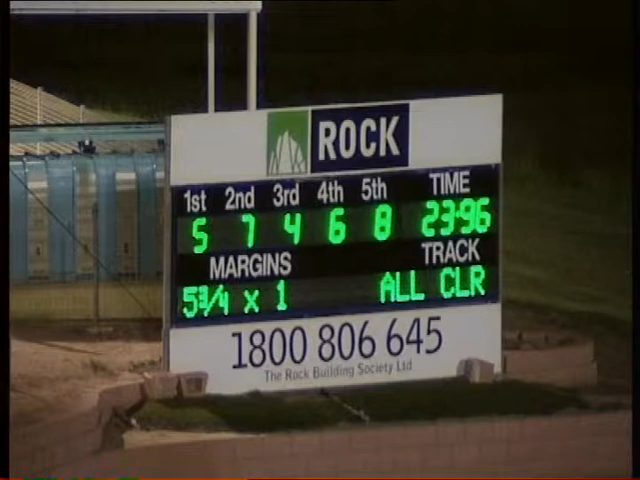 ROCK
1st 2nd 3rd 4th 5th TIME
5 7 4 6 8 23.96
MARGINS TRACK
5¾ x 1 ALL CLR
1800 806 645
The Rock Building Society Ltd